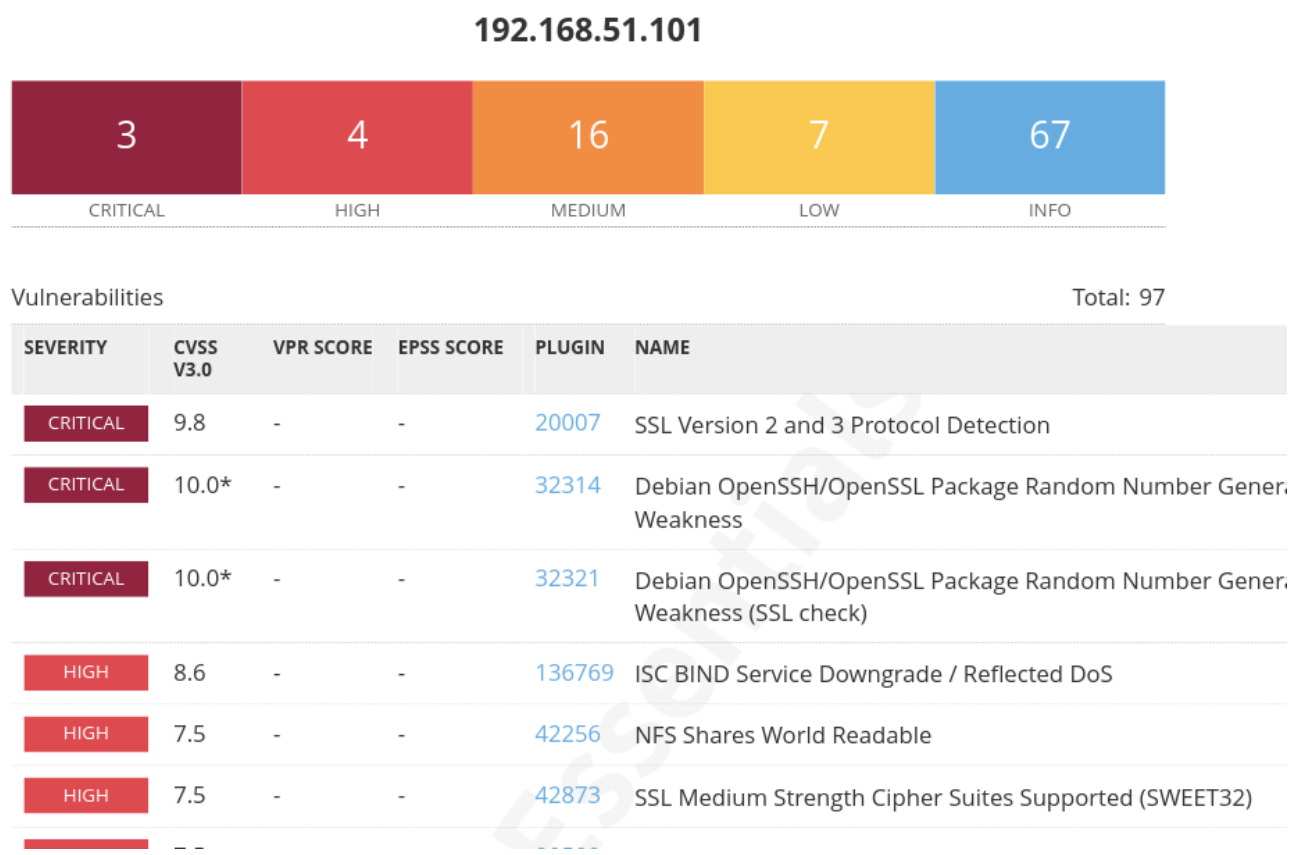 192.168.51.101
3 4 16 7 67
CRITICAL HIGH MEDIUM LOW INFO
Vulnerabilities Total: 97
SEVERITY CVSS V3.0 VPR SCORE EPSS SCORE PLUGIN NAME
CRITICAL 9.8 - - 20007 SSL Version 2 and 3 Protocol Detection
CRITICAL 10.0* - - 32314 Debian OpenSSH/OpenSSL Package Random Number Gener
Weakness
CRITICAL 10.0* - - 32321 Debian OpenSSH/OpenSSL Package Random Number Gener
Weakness (SSL check)
HIGH 8.6 - - 136769 ISC BIND Service Downgrade / Reflected DoS
HIGH 7.5 - - 42256 NFS Shares World Readable
HIGH 7.5 - - 42873 SSL Medium Strength Cipher Suites Supported (SWEET32)
Essentials